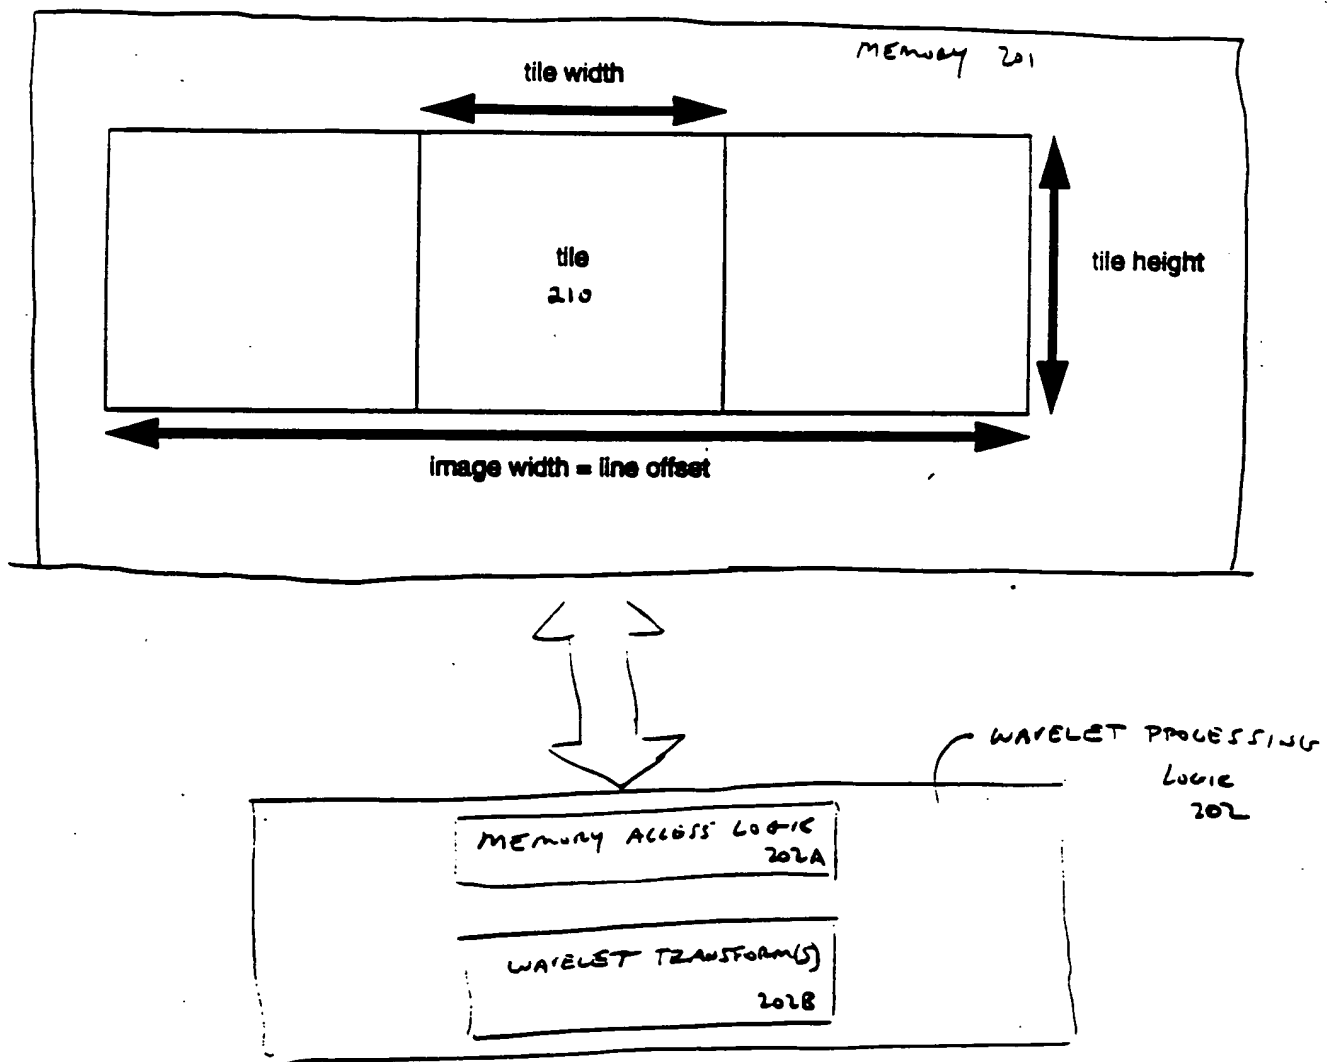 MEMORY 201
tile width
tile
210
tile height
image width = line offset
WAVELET PROCESSING
LOGIC
202
MEMORY ACCESS LOGIC
202A
WAVELET TRANSFORM(S)
202B